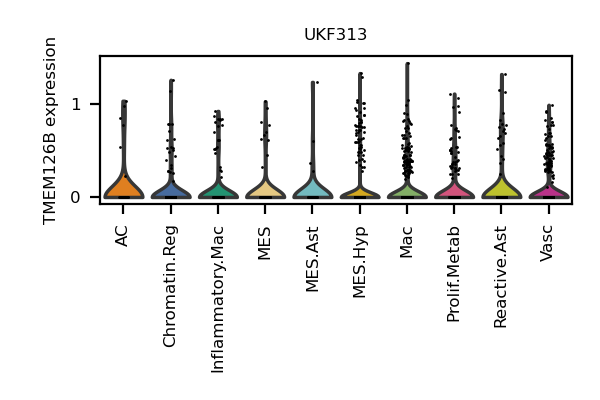 UKF313
TMEM126B expression
1
0
AC
Chromatin.Reg
Inflammatory.Mac
MES
MES.Ast
MES.Hyp
Mac
Prolif.Metab
Reactive.Ast
Vasc